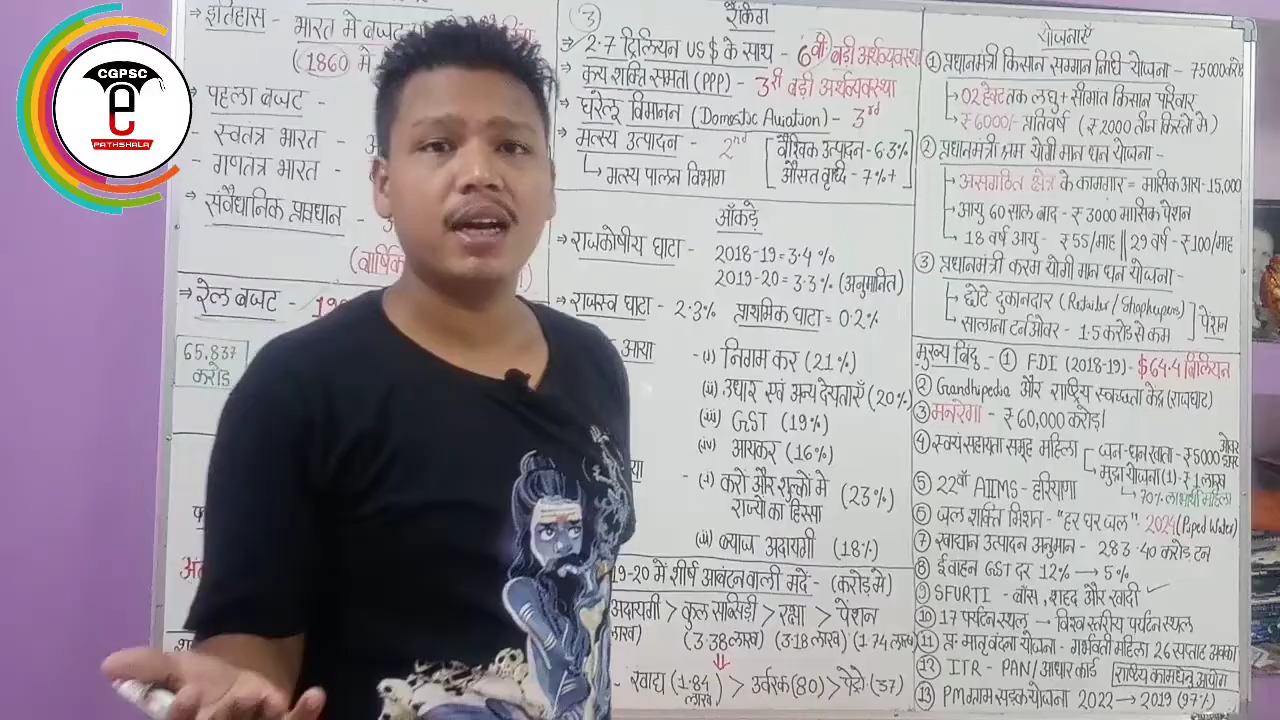 CGPSC
e
PATHSHALA
→ इतिहास - भारत मे बजट
(1860) मे
→ पहला बजट -
- स्वतंत्र भारत -
- गणतंत्र भारत -
→ संवैधानिक प्रावधान -
(वार्षिक
→ रेल बजट -
65,837
करोड़
③ रैंकिंग
→ 2.7 ट्रिलियन US $ के साथ - 6वी बड़ी अर्थव्यवस्था
→ क्रय शक्ति समता (PPP) - 3री बड़ी अर्थव्यवस्था
→ घरेलू विमानन (Domestic Aviation) - 3rd
→ मत्स्य उत्पादन - 2nd [वैश्विक उत्पादन - 6.3%
↳ मत्स्य पालन विभाग औसत वृध्दि - 7%+]
आँकड़े
→ राजकोषीय घाटा - 2018-19 = 3.4%
2019-20 = 3.3% (अनुमानित)
→ राजस्व घाटा - 2.3% प्राथमिक घाटा = 0.2%
आया - (i) निगम कर (21%)
(ii) उधार एवं अन्य देयताएँ (20%)
(iii) GST (19%)
(iv) आयकर (16%)
- (i) करों और शुल्कों मे राज्यों का हिस्सा (23%)
(ii) ब्याज अदायगी (18%)
19-20 मे शीर्ष आवंटन वाली मदें - (करोड़ मे)
अदायगी > कुल सब्सिडी > रक्षा > पेंशन
लाख) (3.38 लाख) (3.18 लाख) (1.74 लाख)
- खाद्य (1.84 लाख) > उर्वरक (80) > पेट्रो. (37)
योजनाएँ
① प्रधानमंत्री किसान सम्मान निधि योजना - 75000 करोड़
↳ 02 हेक्ट तक लघु + सीमांत किसान परिवार
↳ ₹6000/- प्रतिवर्ष (₹2000 तीन किस्तो मे)
② प्रधानमंत्री श्रम योगी मान धन योजना -
↳ असंगठित क्षेत्र के कामगार = मासिक आय - 15,000
↳ आयु 60 साल बाद - ₹3000 मासिक पेंशन
↳ 18 वर्ष आयु - ₹55/माह || 29 वर्ष - ₹100/माह
③ प्रधानमंत्री करम योगी मान धन योजना -
↳ छोटे दुकानदार (Retailer / Shopkeepers)
↳ सालाना टर्न ओवर - 1.5 करोड़ से कम ] पेंशन
मुख्य बिंदु - ① FDI (2018-19) - $64.4 बिलियन
② Gandhipedia और राष्ट्रिय स्वच्छता केंद्र (राजघाट)
③ मनरेगा - ₹60,000 करोड़।
④ स्वयं सहायता समूह महिला [जन-धन खाता - ₹5000 ओवर ड्राफ्ट
मुद्रा योजना (1) - ₹1 लाख
↳ 70% लाभार्थी महिला
⑤ 22वाँ AIIMS - हरियाणा
⑥ जल शक्ति मिशन - "हर घर जल". 2024 (Piped Water)
⑦ खाद्यान्न उत्पादन अनुमान - 283.40 करोड़ टन
⑧ ई वाहन GST दर 12% → 5%
⑨ SFURTI - बाँस, शहद और खादी
⑩ 17 पर्यटन स्थल → विश्व स्तरीय पर्यटन स्थल
⑪ प्र. मातृ वंदना योजना - गर्भवती महिला 26 सप्ताह अवका
⑫ ITR - PAN/आधार कार्ड राष्ट्रिय कामधेनु आयोग
⑬ PM ग्राम सड़क योजना 2022 → 2019 (97%)